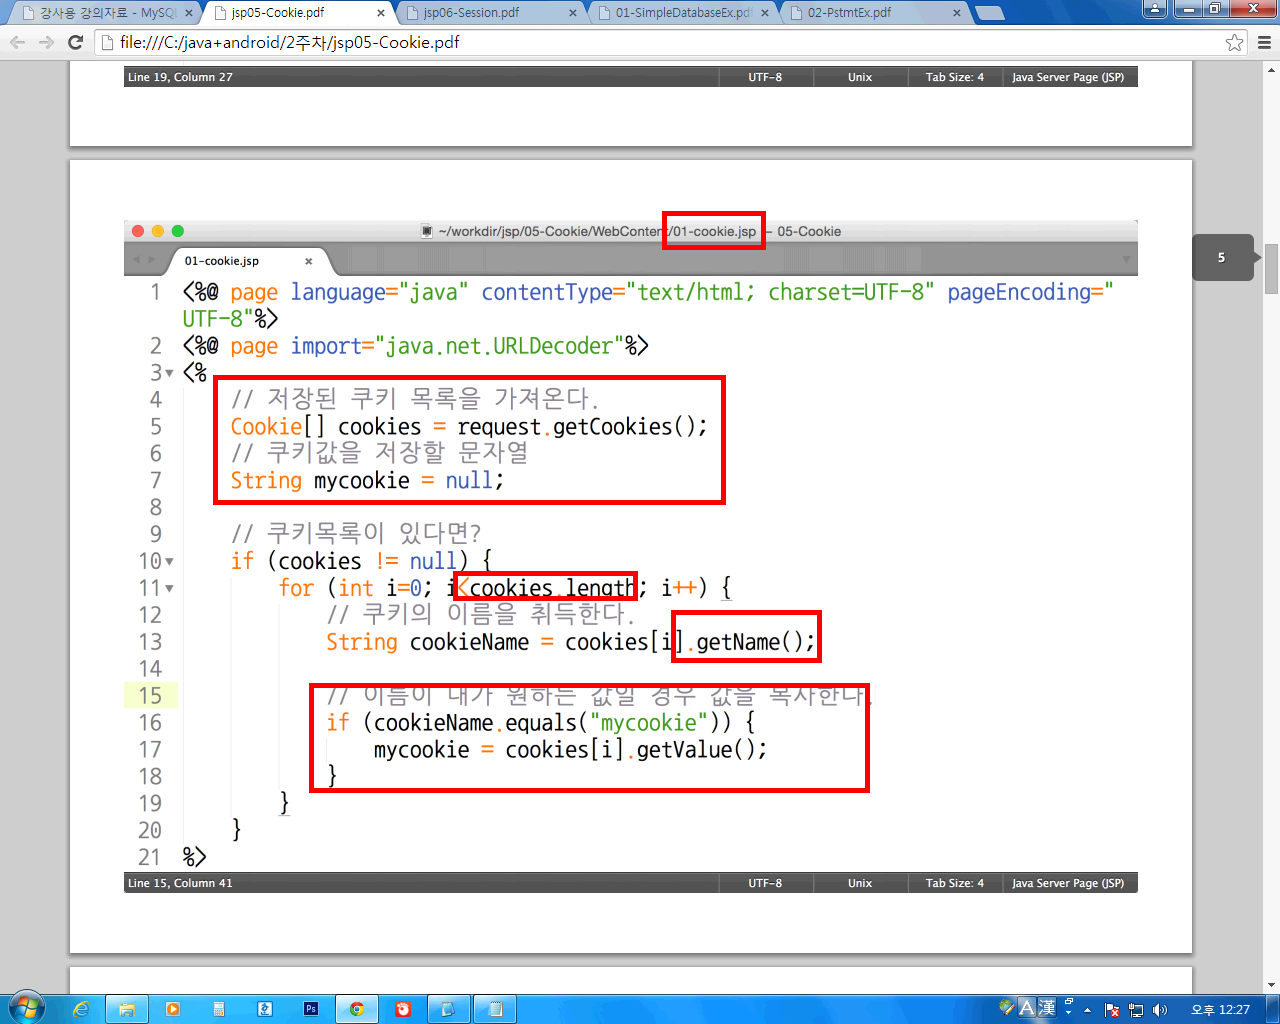 강사용 강의자료 - MySQL
jsp05-Cookie.pdf
jsp06-Session.pdf
01-SimpleDatabaseEx.pdf
02-PstmtEx.pdf
file:///C:/java+android/2주차/jsp05-Cookie.pdf
Line 19, Column 27
UTF-8
Unix
Tab Size: 4
Java Server Page (JSP)
~/workdir/jsp/05-Cookie/WebContent/01-cookie.jsp — 05-Cookie
5
01-cookie.jsp
1 <%@ page language="java" contentType="text/html; charset=UTF-8" pageEncoding="
UTF-8"%>
2 <%@ page import="java.net.URLDecoder"%>
3 <%
4 // 저장된 쿠키 목록을 가져온다.
5 Cookie[] cookies = request.getCookies();
6 // 쿠키값을 저장할 문자열
7 String mycookie = null;
8
9 // 쿠키목록이 있다면?
10 if (cookies != null) {
11 for (int i=0; i<cookies.length; i++) {
12 // 쿠키의 이름을 취득한다.
13 String cookieName = cookies[i].getName();
14
15 // 이름이 내가 원하는 값일 경우 값을 복사한다.
16 if (cookieName.equals("mycookie")) {
17 mycookie = cookies[i].getValue();
18 }
19 }
20 }
21 %>
Line 15, Column 41
UTF-8
Unix
Tab Size: 4
Java Server Page (JSP)
Ps
A 漢
오후 12:27